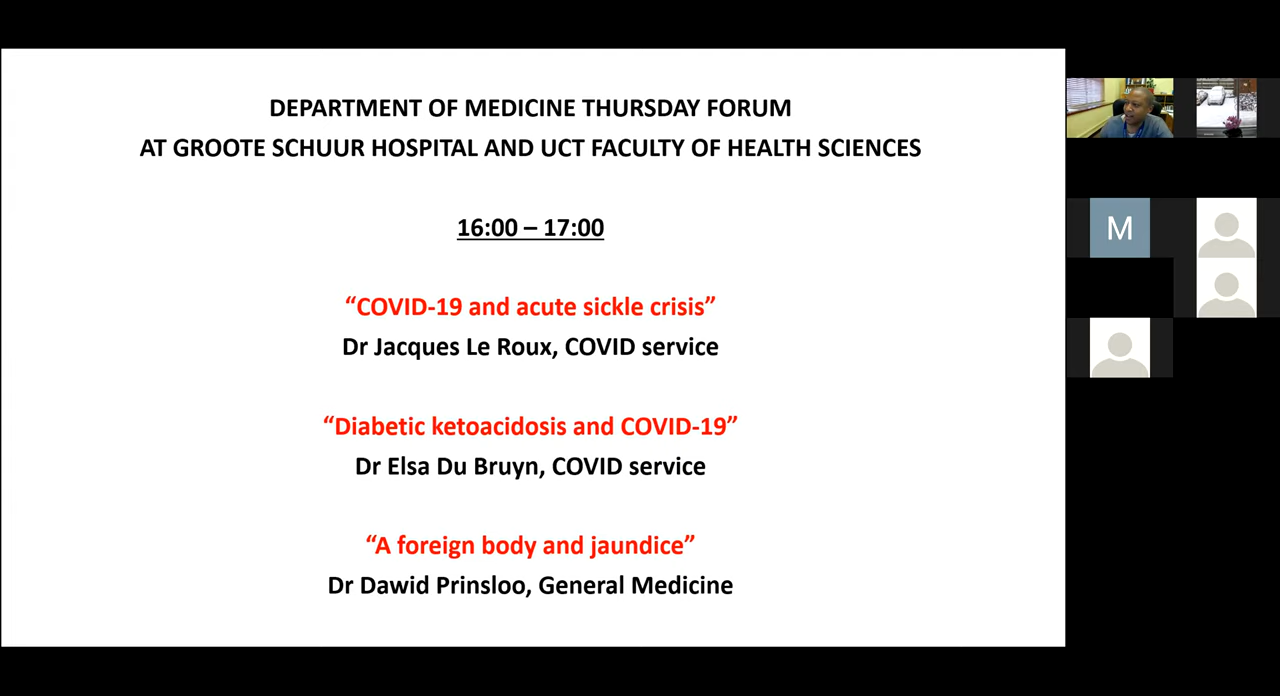 DEPARTMENT OF MEDICINE THURSDAY FORUM
AT GROOTE SCHUUR HOSPITAL AND UCT FACULTY OF HEALTH SCIENCES
16:00 – 17:00
“COVID-19 and acute sickle crisis”
Dr Jacques Le Roux, COVID service
“Diabetic ketoacidosis and COVID-19”
Dr Elsa Du Bruyn, COVID service
“A foreign body and jaundice”
Dr Dawid Prinsloo, General Medicine
M